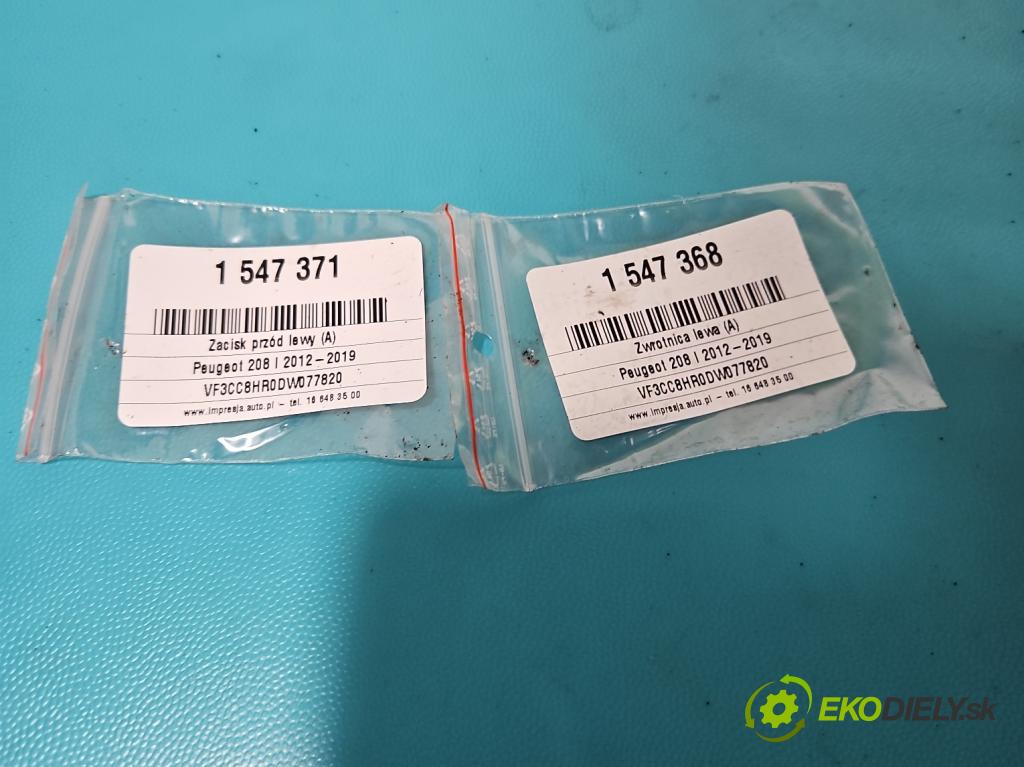 1 547 371
Zacisk przód lewy (A)
Peugeot 208 I 2012-2019
VF3CC8HR0DW077820
www.impresja.auto.pl - tel. 16 648 35 00
1 547 368
Zwrotnica lewa (A)
Peugeot 208 I 2012-2019
VF3CC8HR0DW077820
www.impresja.auto.pl - tel. 16 648 35 00
EKODIELY.sk